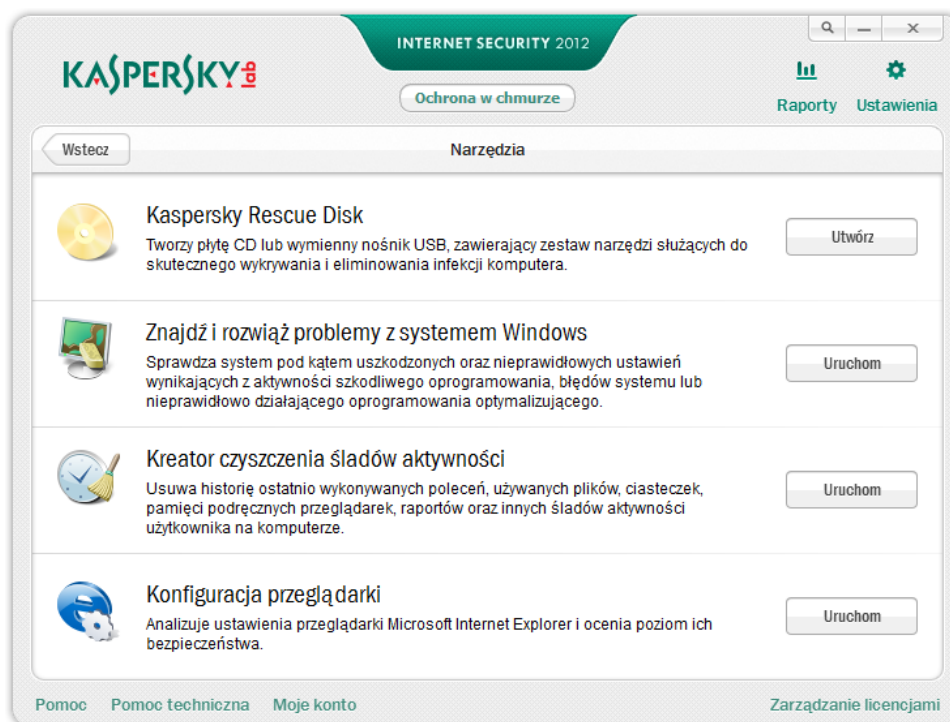 INTERNET SECURITY 2012
KASPERSKY lab
Ochrona w chmurze
Raporty
Ustawienia
Wstecz
Narzędzia
Kaspersky Rescue Disk
Tworzy płytę CD lub wymienny nośnik USB, zawierający zestaw narzędzi służących do
skutecznego wykrywania i eliminowania infekcji komputera.
Utwórz
Znajdź i rozwiąż problemy z systemem Windows
Sprawdza system pod kątem uszkodzonych oraz nieprawidłowych ustawień
wynikających z aktywności szkodliwego oprogramowania, błędów systemu lub
nieprawidłowo działającego oprogramowania optymalizującego.
Uruchom
Kreator czyszczenia śladów aktywności
Usuwa historię ostatnio wykonywanych poleceń, używanych plików, ciasteczek,
pamięci podręcznych przeglądarek, raportów oraz innych śladów aktywności
użytkownika na komputerze.
Uruchom
Konfiguracja przeglądarki
Analizuje ustawienia przeglądarki Microsoft Internet Explorer i ocenia poziom ich
bezpieczeństwa.
Uruchom
Pomoc
Pomoc techniczna
Moje konto
Zarządzanie licencjami